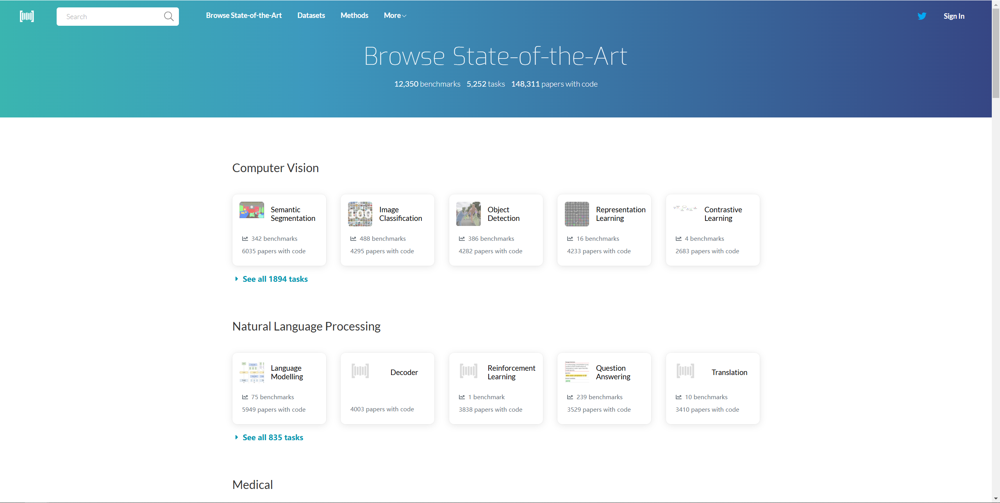 Search
Browse State-of-the-Art
Datasets
Methods
More
Sign In
Browse State-of-the-Art
12,350 benchmarks 5,252 tasks 148,311 papers with code
Computer Vision
Semantic
Segmentation
342 benchmarks
6035 papers with code
Image
Classification
488 benchmarks
4295 papers with code
Object
Detection
386 benchmarks
4282 papers with code
Representation
Learning
16 benchmarks
4233 papers with code
Contrastive
Learning
4 benchmarks
2683 papers with code
See all 1894 tasks
Natural Language Processing
Language
Modelling
75 benchmarks
5949 papers with code
Decoder
4003 papers with code
Reinforcement
Learning
1 benchmark
3838 papers with code
Question
Answering
239 benchmarks
3529 papers with code
Translation
10 benchmarks
3410 papers with code
See all 835 tasks
Medical